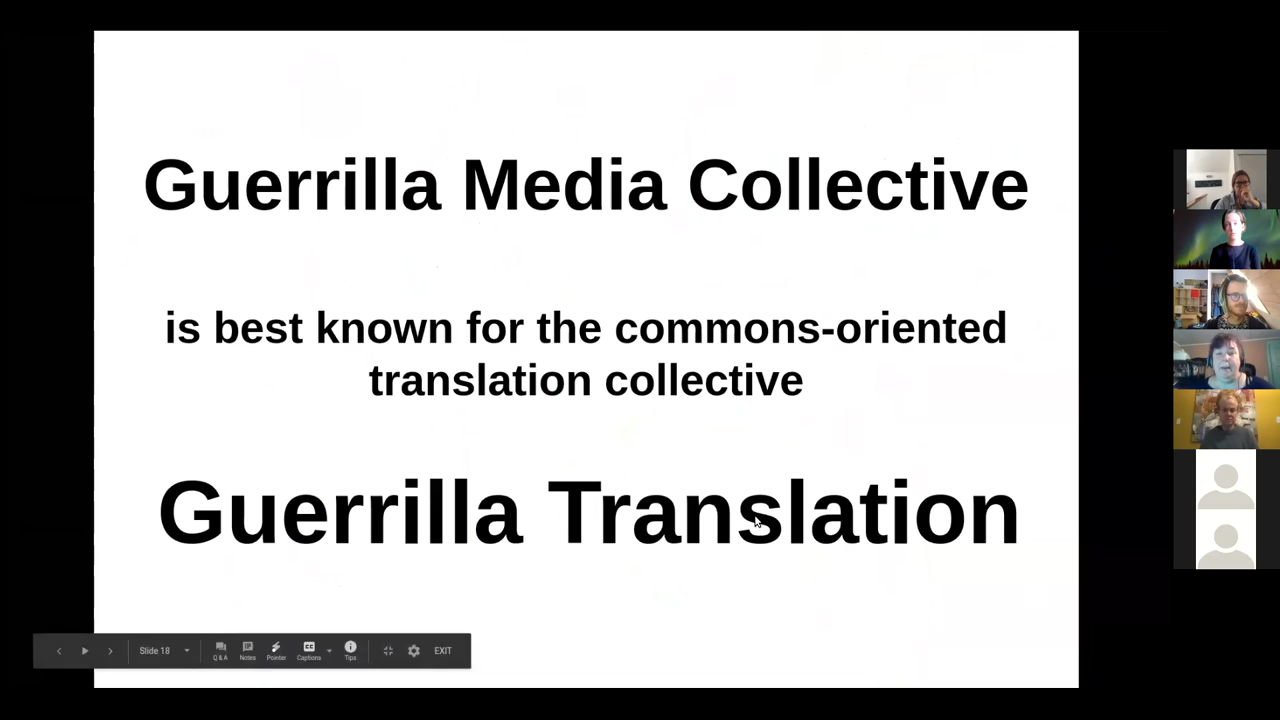 Guerrilla Media Collective
is best known for the commons-oriented
translation collective
Guerrilla Translation
Slide 18
Q & A
Notes
Pointer
CC
Captions
Tips
EXIT